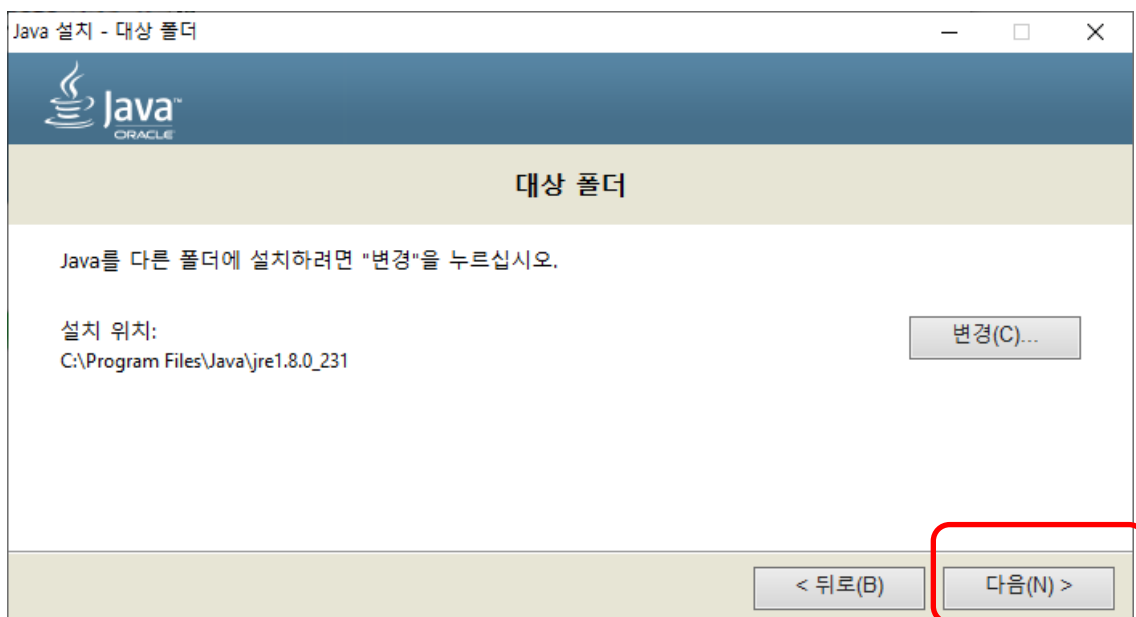 Java 설치 - 대상 폴더
Java™
ORACLE
대상 폴더
Java를 다른 폴더에 설치하려면 "변경"을 누르십시오.
설치 위치:
변경(C)...
C:\Program Files\Java\jre1.8.0_231
< 뒤로(B)
다음(N) >